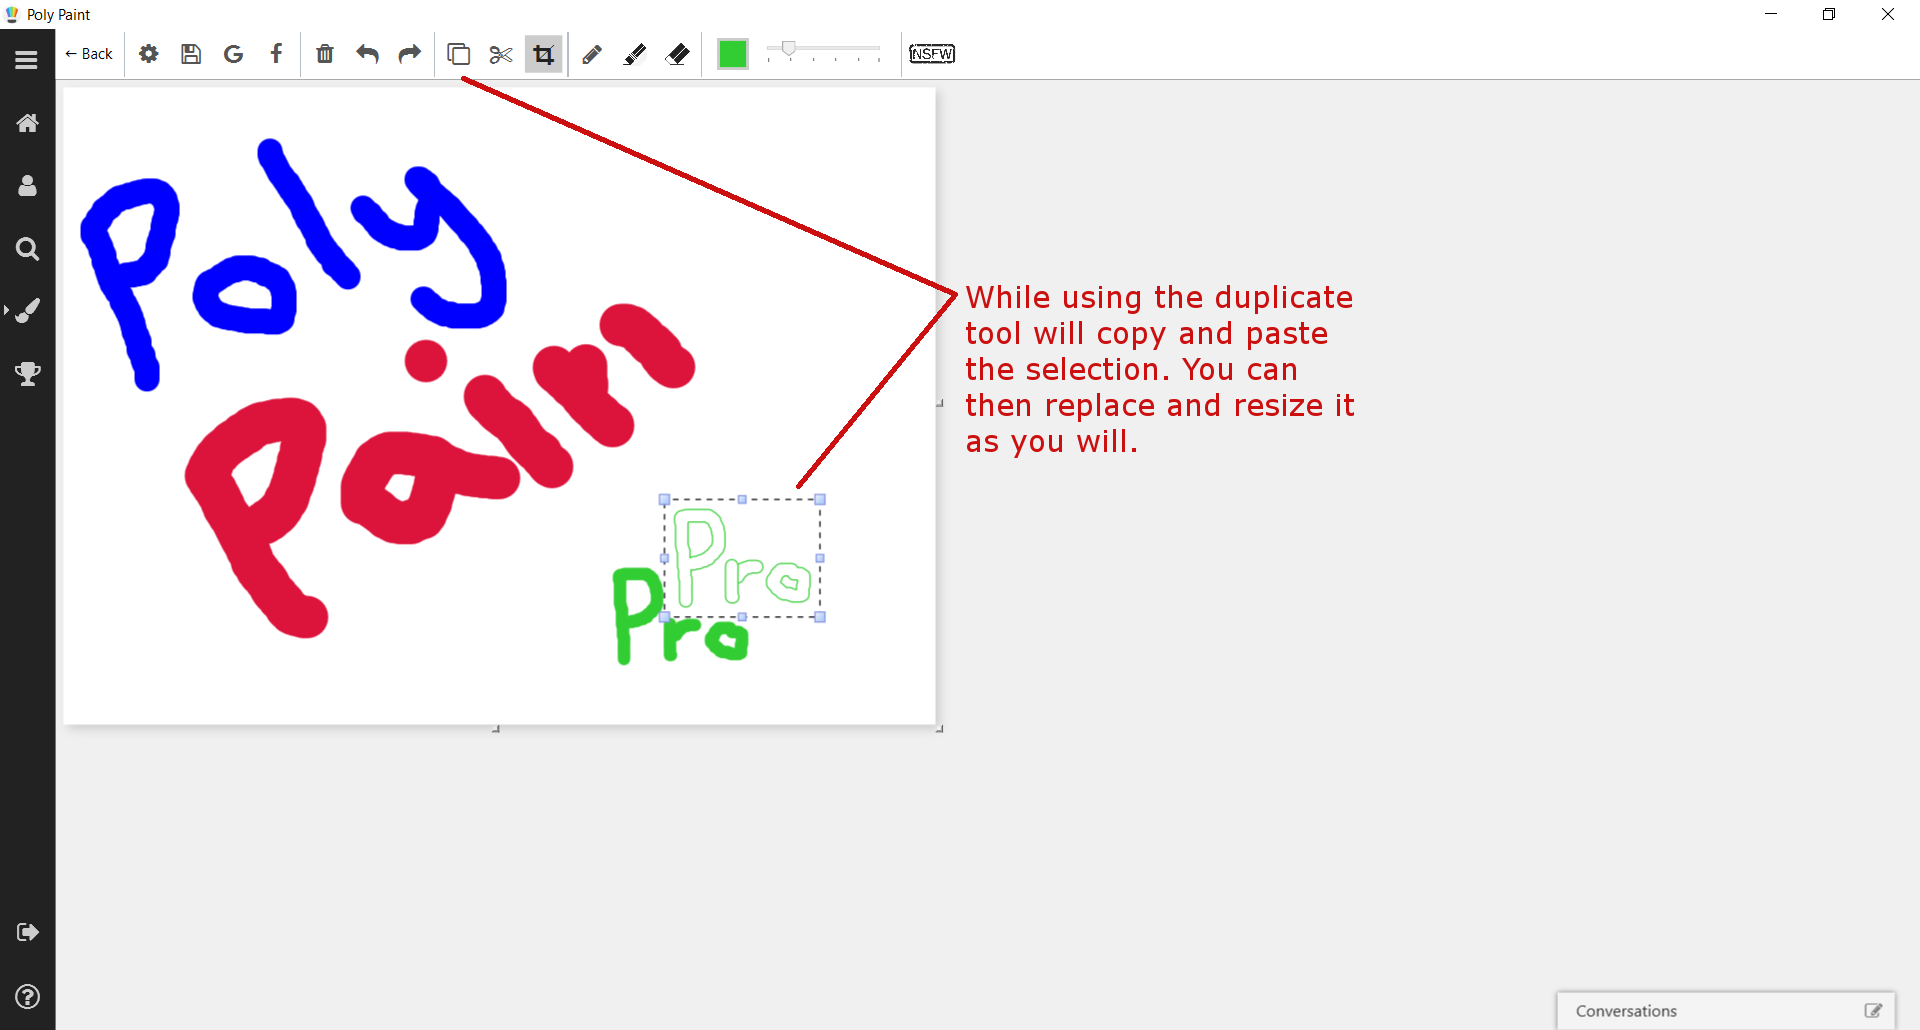 Poly Paint
← Back
G
f
NSFW
Poly
Pain
Pro
Pro
While using the duplicate
tool will copy and paste
the selection. You can
then replace and resize it
as you will.
Conversations